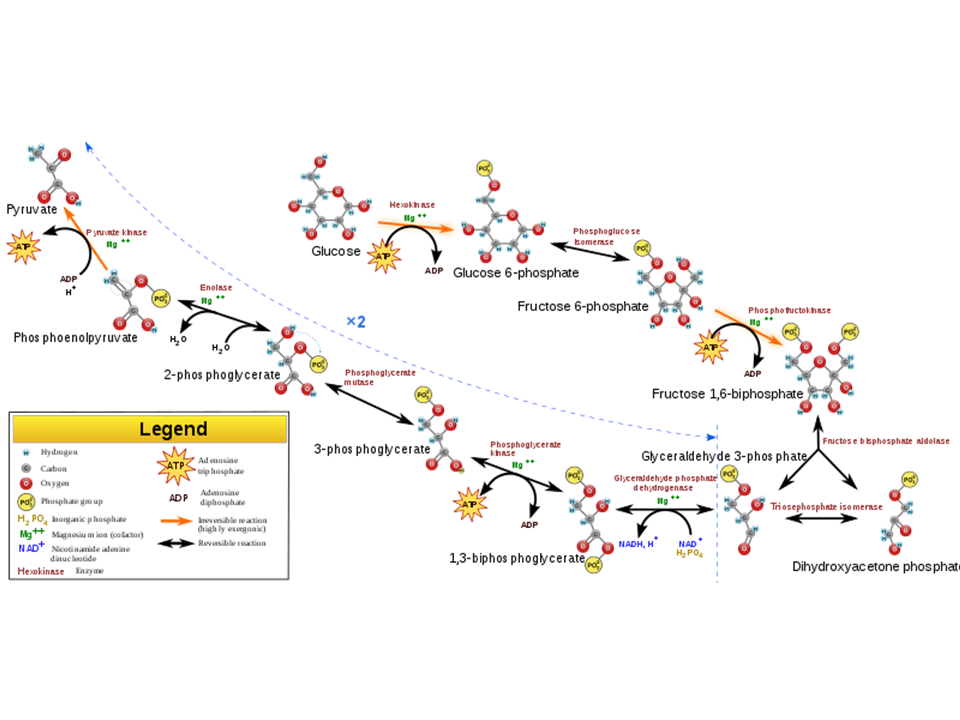 Pyruvate
Pyruvate kinase
Mg ++
ATP
ADP
H+
Phosphoenolpyruvate
Enolase
Mg ++
H2O
H2O
2-phosphoglycerate
Phosphoglycerate
mutase
3-phosphoglycerate
Phosphoglycerate
kinase
Mg ++
ATP
ADP
1,3-biphosphoglycerate
Glyceraldehyde phosphate
dehydrogenase
Mg ++
NADH, H+
NAD+
H2PO4
Glyceraldehyde 3-phosphate
×2
Glucose
Hexokinase
Mg ++
ATP
ADP
Glucose 6-phosphate
Phosphoglucose
isomerase
Fructose 6-phosphate
Phosphofructokinase
Mg ++
ATP
ADP
Fructose 1,6-biphosphate
Fructose bisphosphate aldolase
Triosephosphate isomerase
Dihydroxyacetone phosphate
Legend
H Hydrogen
C Carbon
O Oxygen
Phosphate group
H2PO4 Inorganic phosphate
Mg++ Magnesium ion (cofactor)
NAD+ Nicotinamide adenine
dinucleotide
Hexokinase Enzyme
ATP Adenosine
triphosphate
ADP Adenosine
diphosphate
Irreversible reaction
(highly exergonic)
Reversible reaction